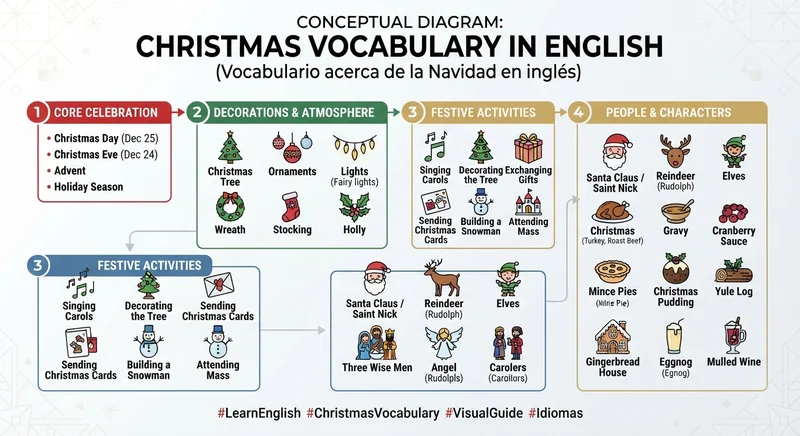 CONCEPTUAL DIAGRAM:
CHRISTMAS VOCABULARY IN ENGLISH
(Vocabulario acerca de la Navidad en inglés)
1 CORE CELEBRATION
• Christmas Day (Dec 25)
• Christmas Eve (Dec 24)
• Advent
• Holiday Season
2 DECORATIONS & ATMOSPHERE
Christmas
Tree
Ornaments
Lights
(Fairy lights)
Wreath
Stocking
Holly
3 FESTIVE ACTIVITIES
Singing
Carols
Decorating
the Tree
Exchanging
Gifts
Sending
Christmas
Cards
Building a
Snowman
Attending
Mass
4 PEOPLE & CHARACTERS
Santa Claus /
Saint Nick
Reindeer
(Rudolph)
Elves
Christmas
(Turkey, Roast Beef)
Gravy
Cranberry
Sauce
Mince Pies
(Mine Pie)
Christmas
Pudding
Yule Log
Gingerbread
House
Eggnog
(Egnog)
Mulled Wine
3 FESTIVE ACTIVITIES
Singing
Carols
Decorating
the Tree
Sending
Christmas Cards
Sending
Christmas Cards
Building a
Snowman
Attending
Mass
Santa Claus /
Saint Nick
Reindeer
(Rudolph)
Elves
Three Wise Men
Angel
(Rudolpls)
Carolers
(Carollars)
#LearnEnglish #ChristmasVocabulary #VisualGuide #Idiomas